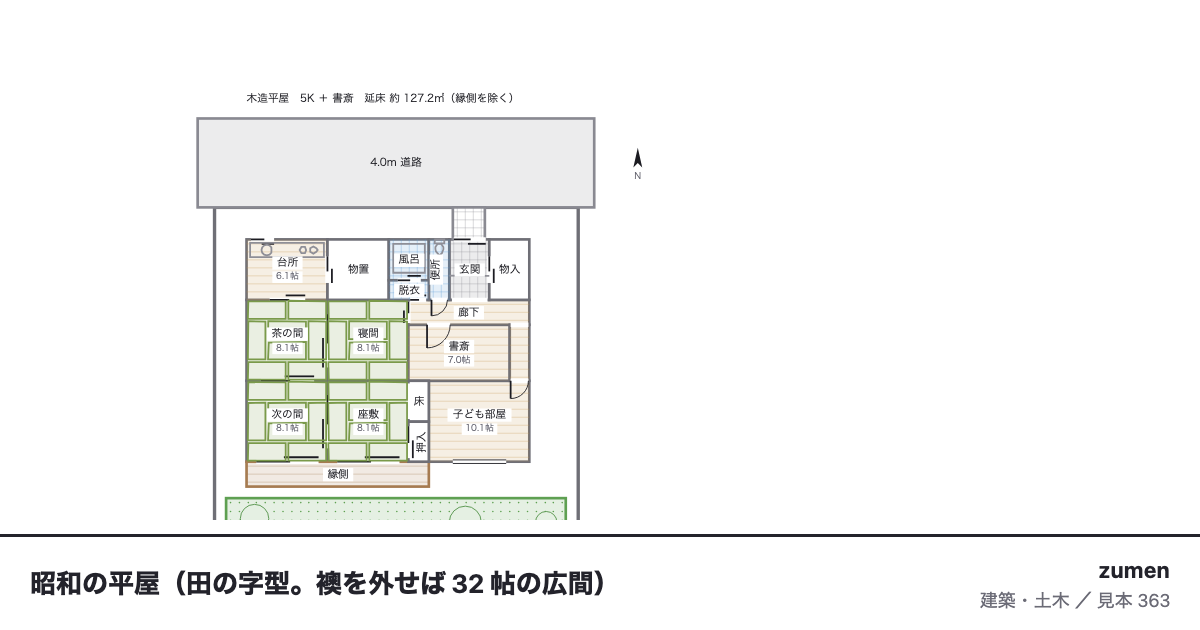 木造平屋　5K ＋ 書斎　延床 約 127.2㎡（縁側を除く）
4.0m 道路
N
台所
6.1帖
物置
風呂
脱衣
便所
玄関
物入
廊下
茶の間
8.1帖
寝間
8.1帖
書斎
7.0帖
次の間
8.1帖
座敷
8.1帖
床
押入
子ども部屋
10.1帖
縁側
昭和の平屋（田の字型。襖を外せば 32 帖の広間）
zumen
建築・土木 ／ 見本 363